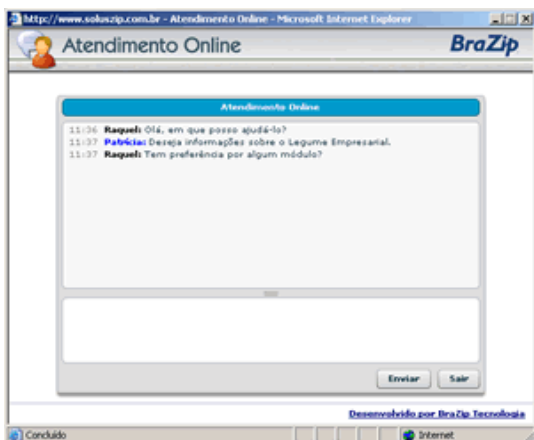 http://www.soluszip.com.br - Atendimento Online - Microsoft Internet Explorer
Atendimento Online
BraZip
Atendimento Online
11:36 Raquel: Olá, em que posso ajudá-lo?
11:37 Patrícia: Deseja informações sobre o Legume Empresarial.
11:37 Raquel: Tem preferência por algum módulo?
Enviar Sair
Desenvolvido por BraZip Tecnologia
Concluído Internet